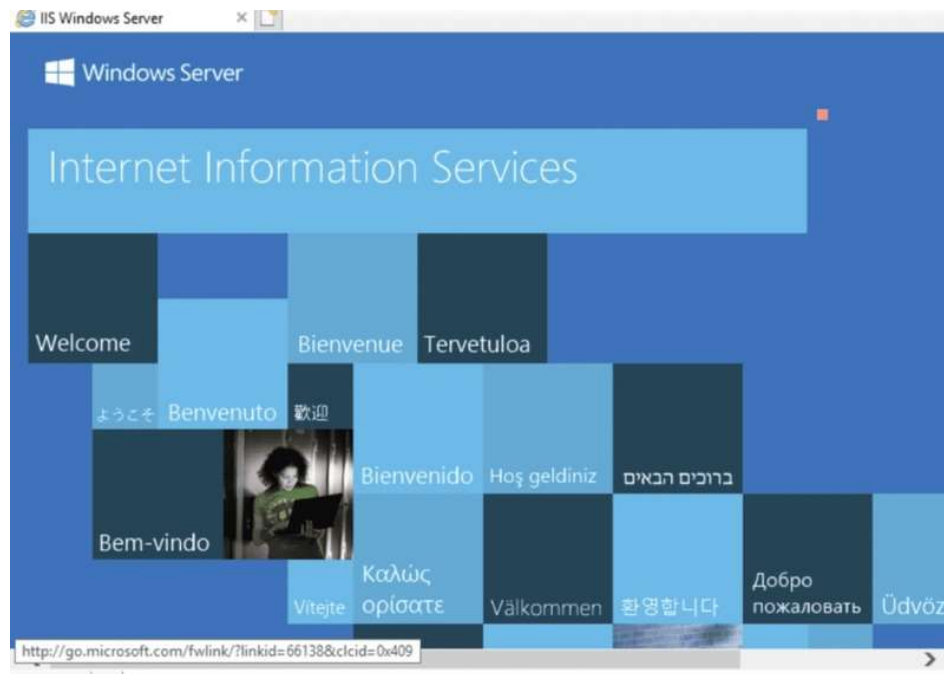 IIS Windows Server
Windows Server
Internet Information Services
Welcome
Bienvenue
Tervetuloa
ようこそ
Benvenuto
歡迎
Bienvenido
Hoş geldiniz
ברוכים הבאים
Bem-vindo
Vítejte
Καλώς
ορίσατε
Välkommen
환영합니다
Добро
пожаловать
Üdvöz
http://go.microsoft.com/fwlink/?linkid=66138&clcid=0x409